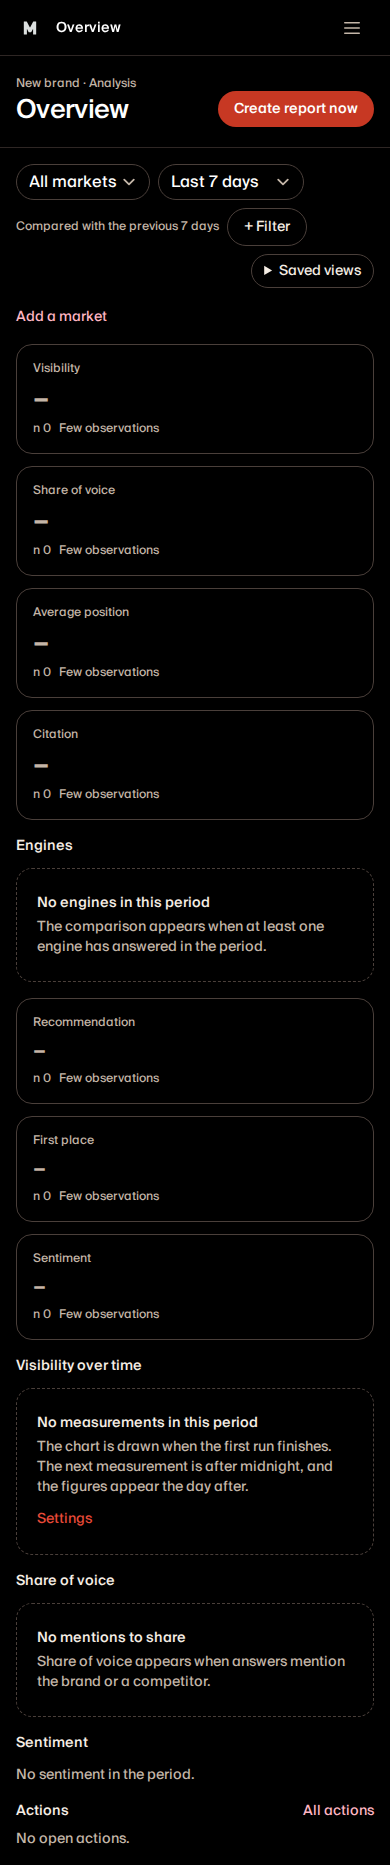 M Overview
New brand · Analysis
Overview
Create report now
All markets
Last 7 days
Compared with the previous 7 days
+ Filter
Saved views
Add a market
Visibility
–
n 0 Few observations
Share of voice
–
n 0 Few observations
Average position
–
n 0 Few observations
Citation
–
n 0 Few observations
Engines
No engines in this period
The comparison appears when at least one
engine has answered in the period.
Recommendation
–
n 0 Few observations
First place
–
n 0 Few observations
Sentiment
–
n 0 Few observations
Visibility over time
No measurements in this period
The chart is drawn when the first run finishes.
The next measurement is after midnight, and
the figures appear the day after.
Settings
Share of voice
No mentions to share
Share of voice appears when answers mention
the brand or a competitor.
Sentiment
No sentiment in the period.
Actions
All actions
No open actions.